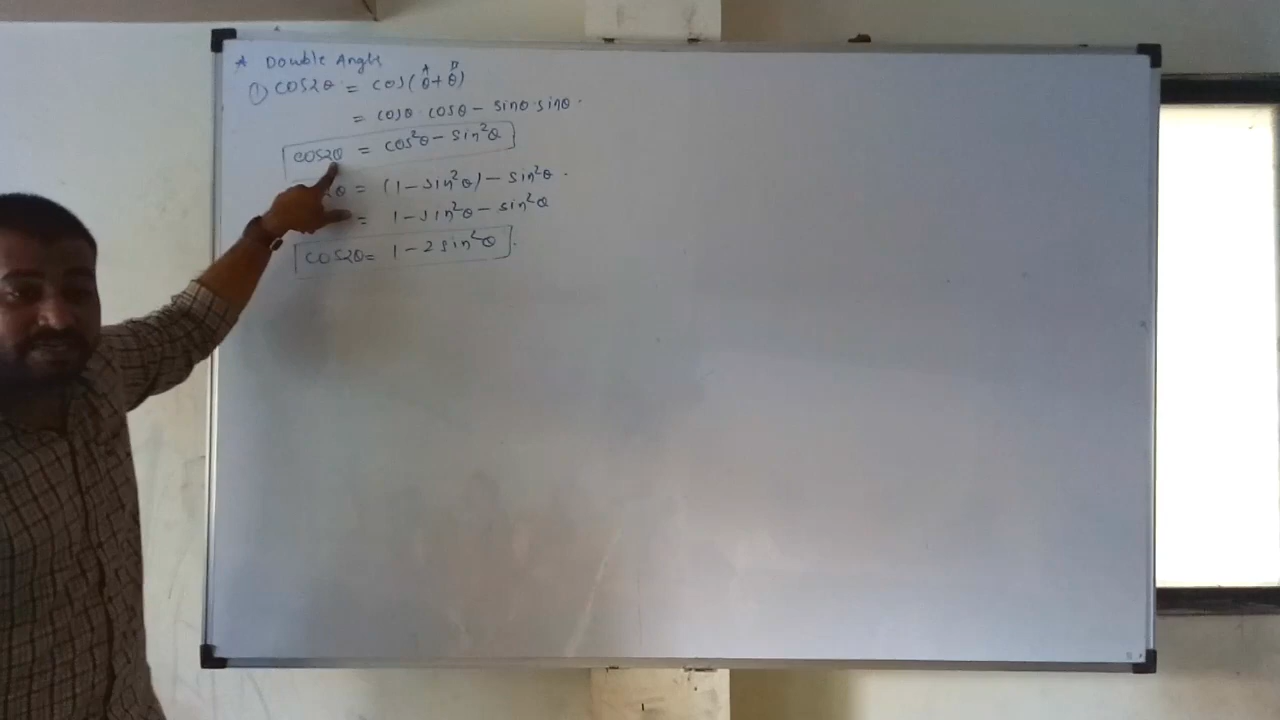 * Double Angle
① cos2θ = cos(θ+θ) A B
= cosθ·cosθ - sinθ·sinθ.
cos2θ = cos²θ - sin²θ
2θ = (1 - sin²θ) - sin²θ.
= 1 - sin²θ - sin²θ
cos2θ = 1 - 2sin²θ.